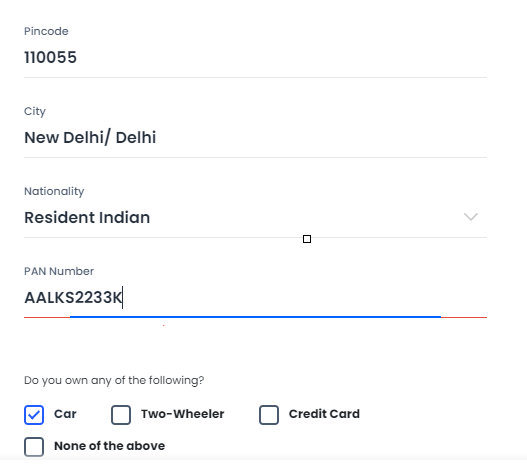 Pincode
110055
City
New Delhi/ Delhi
Nationality
Resident Indian
PAN Number
AALKS2233K
Do you own any of the following?
Car Two-Wheeler Credit Card
None of the above